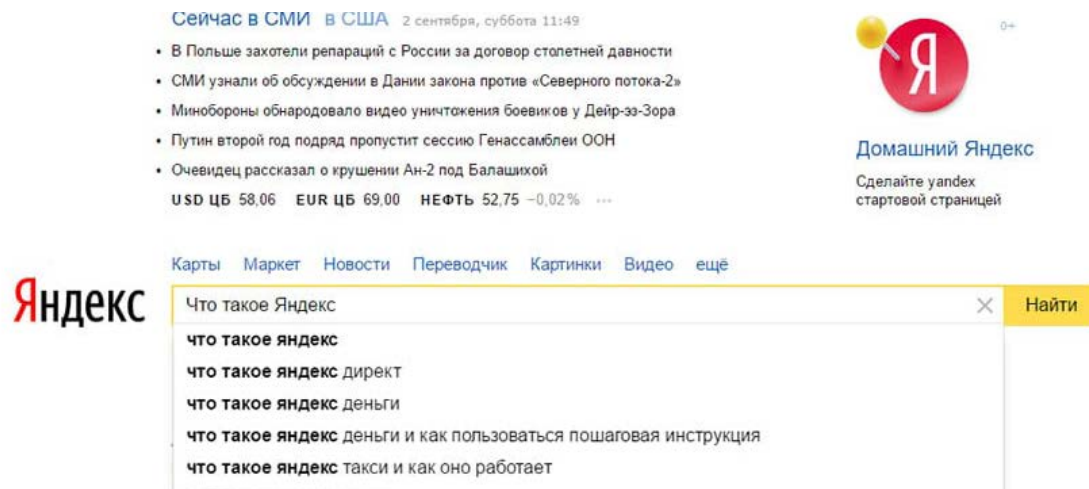 Сейчас в СМИ в США 2 сентября, суббота 11:49
В Польше захотели репараций с России за договор столетней давности
СМИ узнали об обсуждении в Дании закона против «Северного потока-2»
Минобороны обнародовало видео уничтожения боевиков у Дейр-эз-Зора
Путин второй год подряд пропустит сессию Генассамблеи ООН
Очевидец рассказал о крушении Ан-2 под Балашихой
USD ЦБ 58,06 EUR ЦБ 69,00 НЕФТЬ 52,75 −0,02% ...
0+
Я
Домашний Яндекс
Сделайте yandex
стартовой страницей
Карты Маркет Новости Переводчик Картинки Видео ещё
Яндекс
Что такое Яндекс
Найти
что такое яндекс
что такое яндекс директ
что такое яндекс деньги
что такое яндекс деньги и как пользоваться пошаговая инструкция
что такое яндекс такси и как оно работает